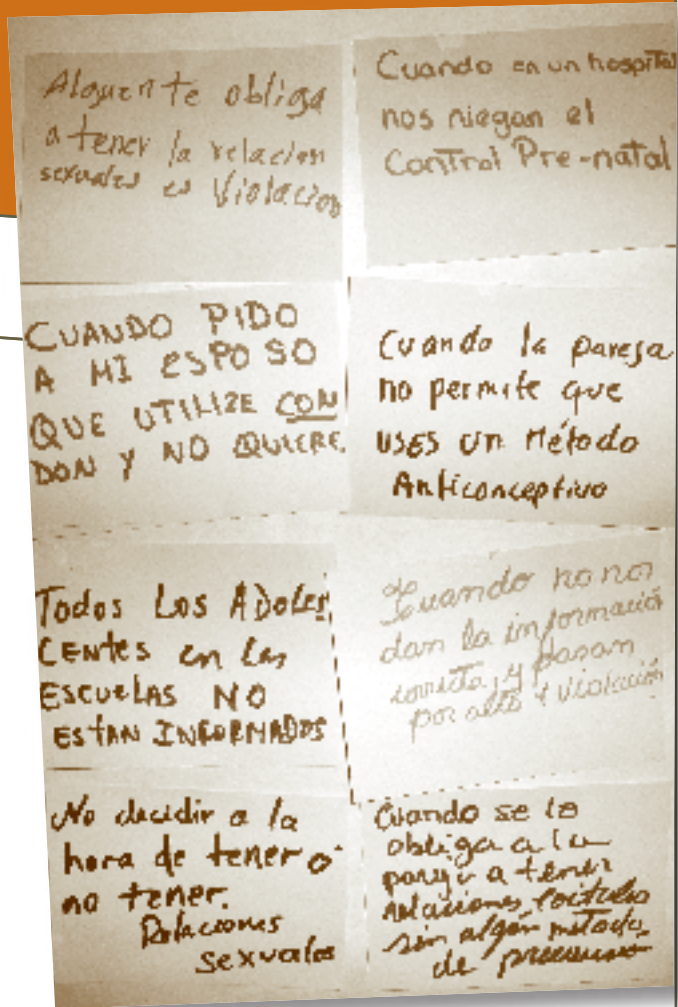 Alguen te obliga
a tener la relacion
sexuales es Violacion
Cuando en un hospital
nos niegan el
Control Pre-natal
CUANDO PIDO
A MI ESPOSO
QUE UTILIZE CON
DON Y NO QUIERE.
Cuando la pareja
no permite que
USES un Método
Anticonceptivo
Todos Los ADoles
CENtes en Las
ESCUELAS NO
EStAN INFORMADOS
Cuando no nos
dan la información
correcta, y pasan
por alto + violación
No decidir a la
hora de tener o
no tener.
Relaciones
sexuales
Cuando se le
obliga a la
pareja a tener
relaciones
sin algún metodo
de